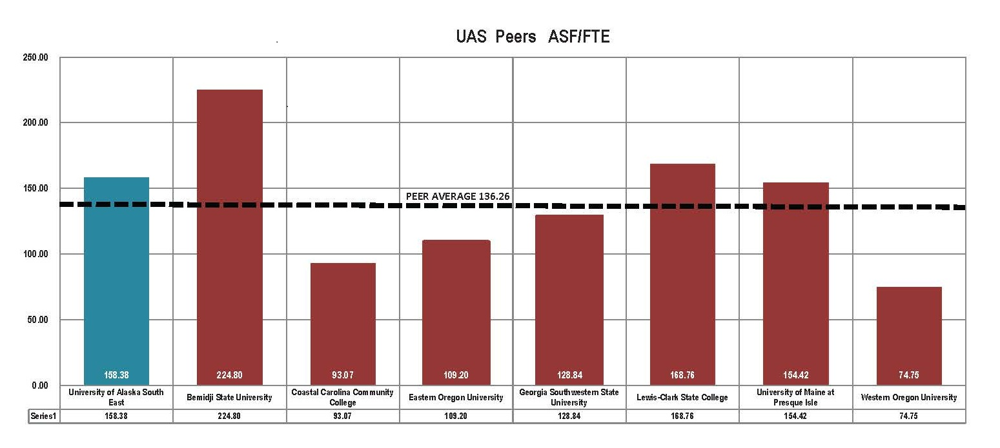 UAS Peers ASF/FTE
250.00
200.00
150.00
100.00
50.00
0.00
PEER AVERAGE 136.26
158.38
224.80
93.07
109.20
128.84
168.76
154.42
74.75
University of Alaska South
East
Bemidji State University
Coastal Carolina Community
College
Eastern Oregon University
Georgia Southwestern State
University
Lewis-Clark State College
University of Maine at
Presque Isle
Western Oregon University
Series1 158.38 224.80 93.07 109.20 128.84 168.76 154.42 74.75